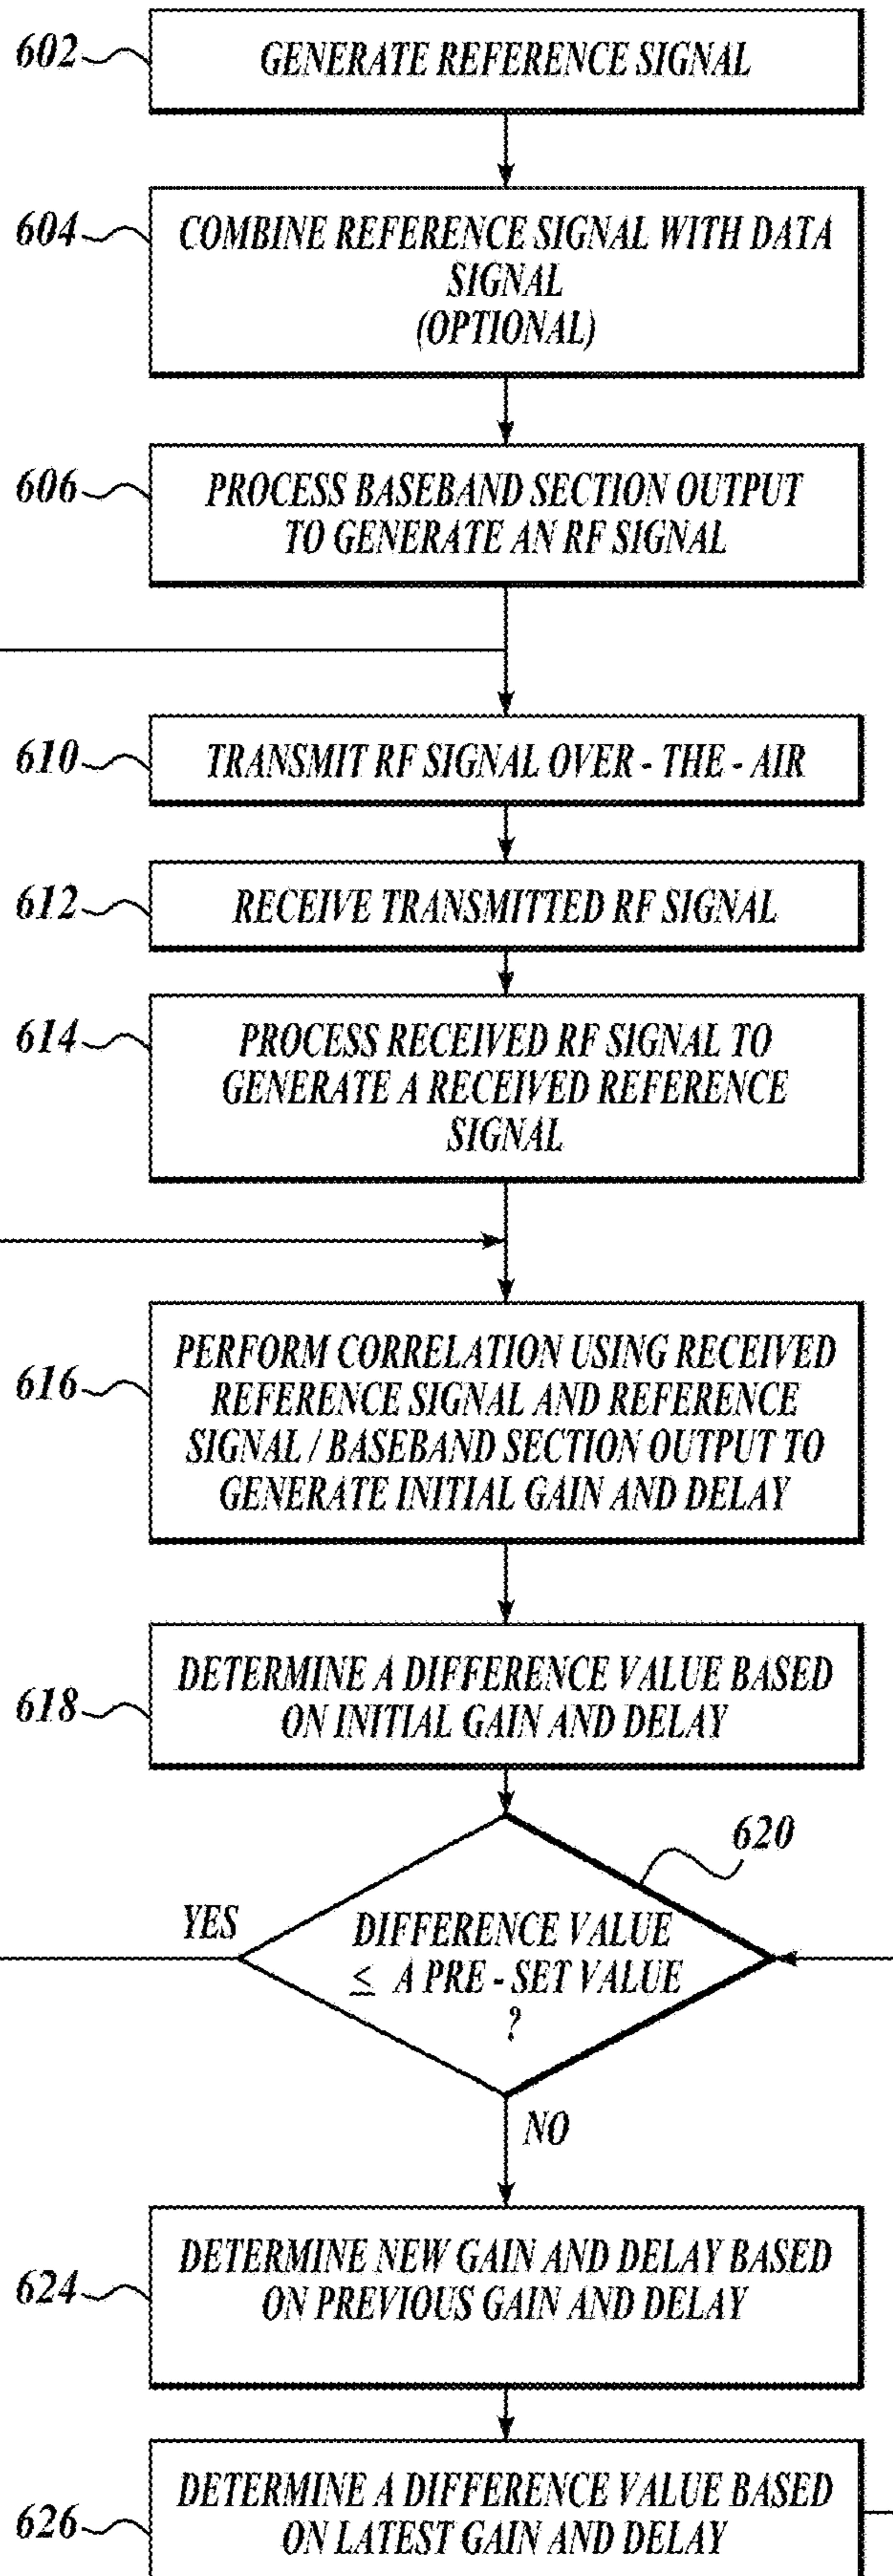 602
GENERATE REFERENCE SIGNAL
604
COMBINE REFERENCE SIGNAL WITH DATA
SIGNAL
(OPTIONAL)
606
PROCESS BASEBAND SECTION OUTPUT
TO GENERATE AN RF SIGNAL
610
TRANSMIT RF SIGNAL OVER - THE - AIR
612
RECEIVE TRANSMITTED RF SIGNAL
614
PROCESS RECEIVED RF SIGNAL TO
GENERATE A RECEIVED REFERENCE
SIGNAL
616
PERFORM CORRELATION USING RECEIVED
REFERENCE SIGNAL AND REFERENCE
SIGNAL / BASEBAND SECTION OUTPUT TO
GENERATE INITIAL GAIN AND DELAY
618
DETERMINE A DIFFERENCE VALUE BASED
ON INITIAL GAIN AND DELAY
620
YES
DIFFERENCE VALUE
≤ A PRE - SET VALUE
?
NO
624
DETERMINE NEW GAIN AND DELAY BASED
ON PREVIOUS GAIN AND DELAY
626
DETERMINE A DIFFERENCE VALUE BASED
ON LATEST GAIN AND DELAY